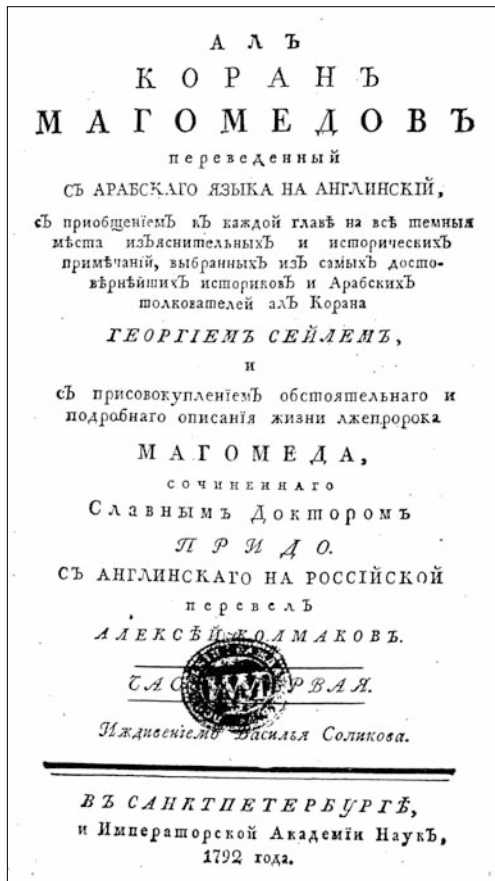 АЛЪ
КОРАНЪ
МАГОМЕДОВЪ
переведенный
СЪ АРАБСКАГО ЯЗЫКА НА АНГЛИНСКІЙ,
съ приобщеніемъ къ каждой главѣ на всѣ темныя
мѣста изъяснительныхъ и историческихъ
примѣчаній, выбранныхъ изъ самыхъ досто-
вѣрнѣйшихъ историковъ и Арабскихъ
толкователей алъ Корана
ГЕОРГІЕМЪ СЕЙЛЕМЪ,
и
съ присовокупленіемъ обстоятельнаго и
подробнаго описанія жизни лжепророка
МАГОМЕДА,
сочиненнаго
Славнымъ Докторомъ
ПРИДО.
СЪ АНГЛИНСКАГО НА РОССІЙСКОЙ
перевелъ
АЛЕКСѢЙ КОЛМАКОВЪ.
Иждивеніемъ Василья Соликова.
ВЪ САНКТПЕТЕРБУРГѢ,
и Императорской Академіи Наукъ,
1792 года.